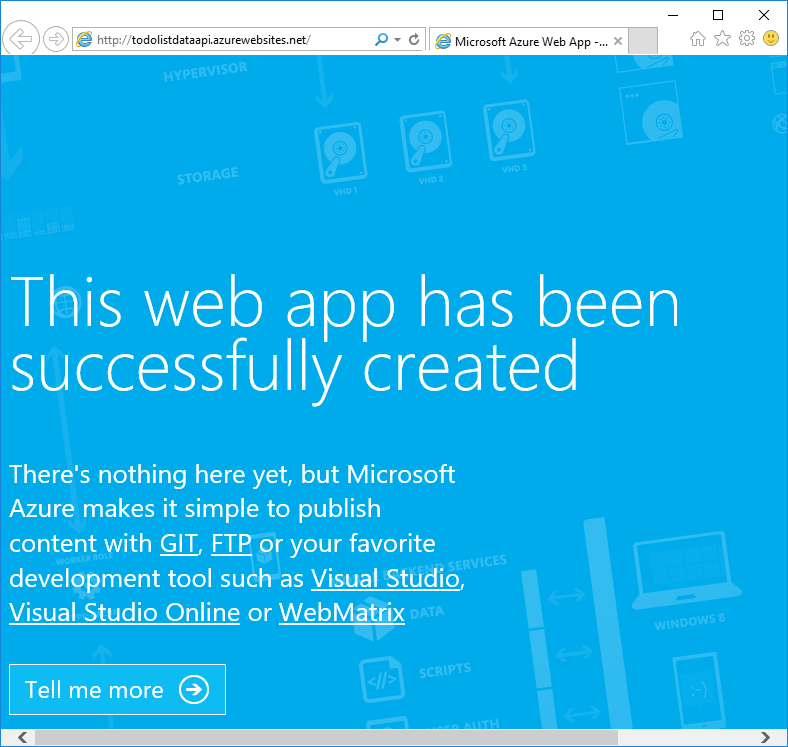 http://todolistdataapi.azurewebsites.net/
Microsoft Azure Web App -...
HYPERVISOR
STORAGE
VHD 1
VHD 2
VHD 3
This web app has been
successfully created
There's nothing here yet, but Microsoft
Azure makes it simple to publish
content with GIT, FTP or your favorite
development tool such as Visual Studio,
Visual Studio Online or WebMatrix
WORKER ROLE
BACKEND SERVICES
DATA
WINDOWS 8
SCRIPTS
</>
:-)
USER AUTH
Tell me more